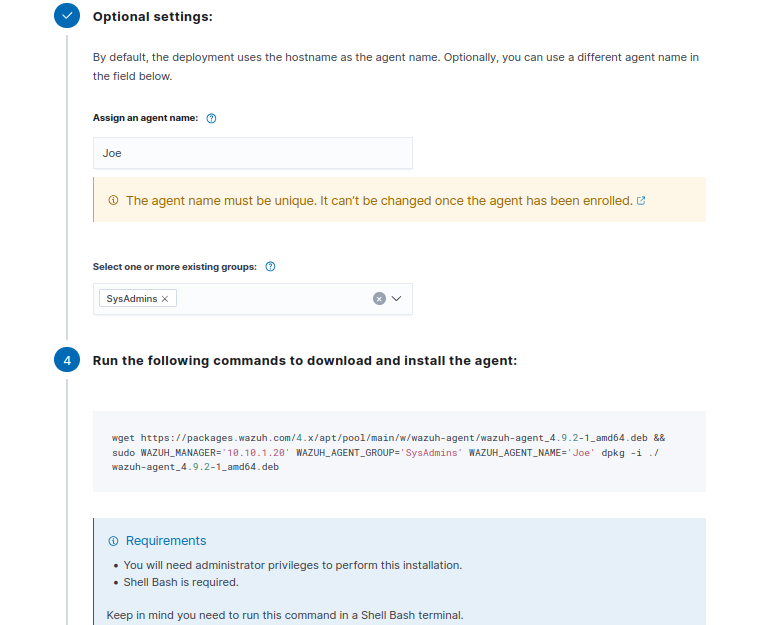 Optional settings:
By default, the deployment uses the hostname as the agent name. Optionally, you can use a different agent name in
the field below.
Assign an agent name:
Joe
The agent name must be unique. It can't be changed once the agent has been enrolled.
Select one or more existing groups:
SysAdmins
4
Run the following commands to download and install the agent:
wget https://packages.wazuh.com/4.x/apt/pool/main/w/wazuh-agent/wazuh-agent_4.9.2-1_amd64.deb &&
sudo WAZUH_MANAGER='10.10.1.20' WAZUH_AGENT_GROUP='SysAdmins' WAZUH_AGENT_NAME='Joe' dpkg -i ./
wazuh-agent_4.9.2-1_amd64.deb
Requirements
• You will need administrator privileges to perform this installation.
• Shell Bash is required.
Keep in mind you need to run this command in a Shell Bash terminal.